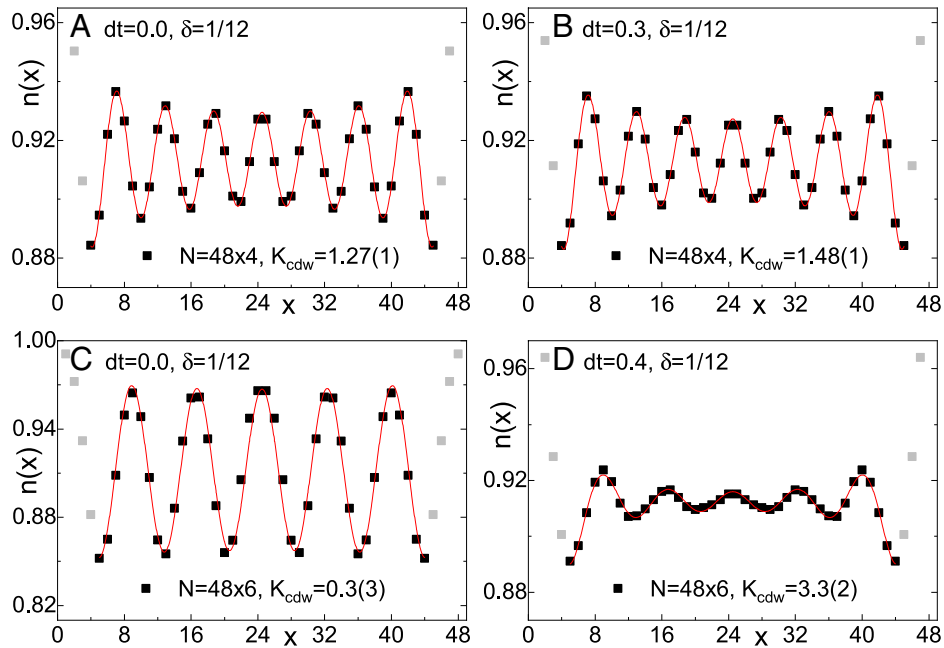 A dt=0.0, δ=1/12
0.96
0.92
0.88
n(x)
N=48x4, K_cdw=1.27(1)
0 8 16 24 32 40 48
x
B dt=0.3, δ=1/12
0.96
0.92
0.88
n(x)
N=48x4, K_cdw=1.48(1)
0 8 16 24 32 40 48
x
C dt=0.0, δ=1/12
1.00
0.94
0.88
0.82
n(x)
N=48x6, K_cdw=0.3(3)
0 8 16 24 32 40 48
x
D dt=0.4, δ=1/12
0.96
0.92
0.88
n(x)
N=48x6, K_cdw=3.3(2)
0 8 16 24 32 40 48
x